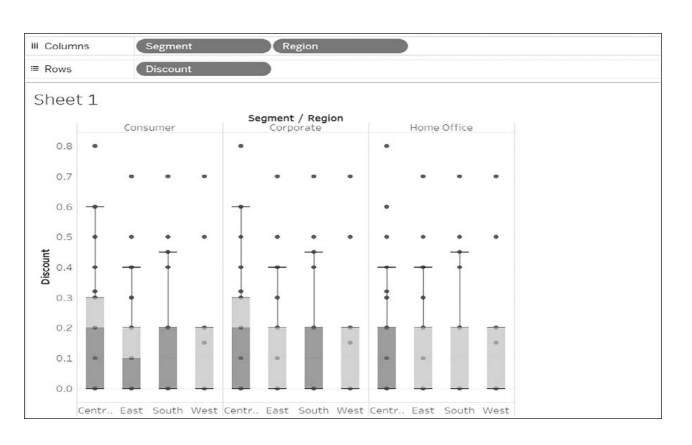 Columns Segment Region
Rows Discount
Sheet 1
Segment / Region
Consumer Corporate Home Office
0.8
0.7
0.6
0.5
0.4
0.3
0.2
0.1
0.0
Discount
Centr.. East South West Centr.. East South West Centr.. East South West